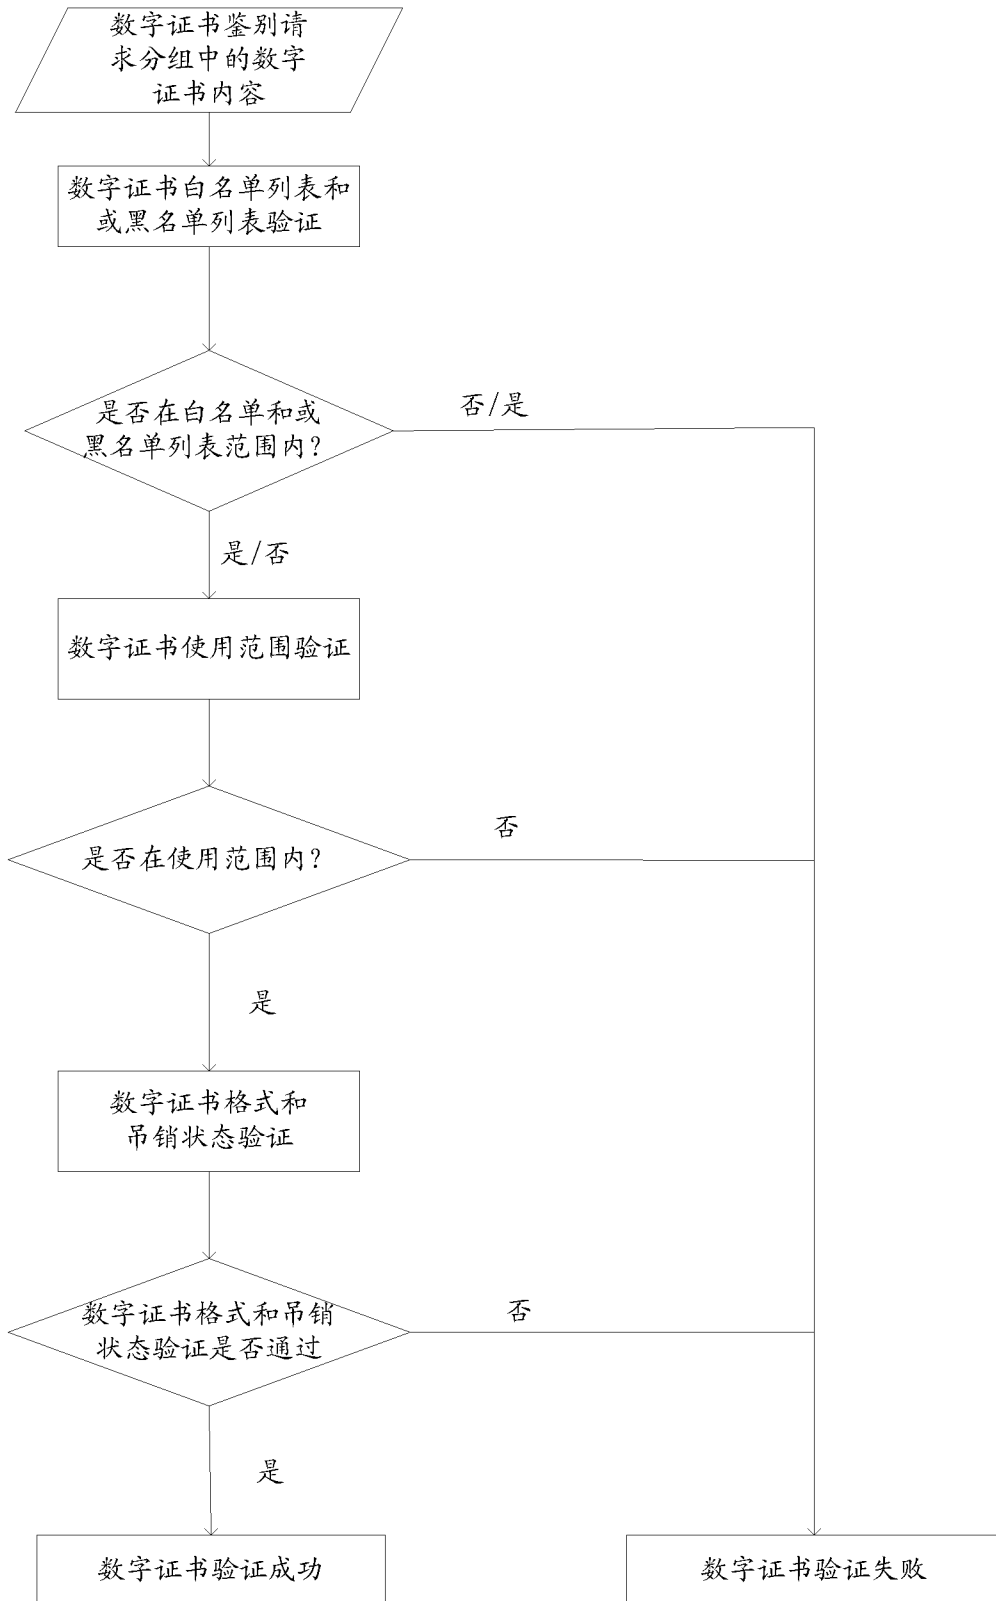 数字证书鉴别请
求分组中的数字
证书内容
数字证书白名单列表和
或黑名单列表验证
是否在白名单和或
黑名单列表范围内?
否/是
是/否
数字证书使用范围验证
是否在使用范围内?
否
是
数字证书格式和
吊销状态验证
数字证书格式和吊销
状态验证是否通过
否
是
数字证书验证成功
数字证书验证失败